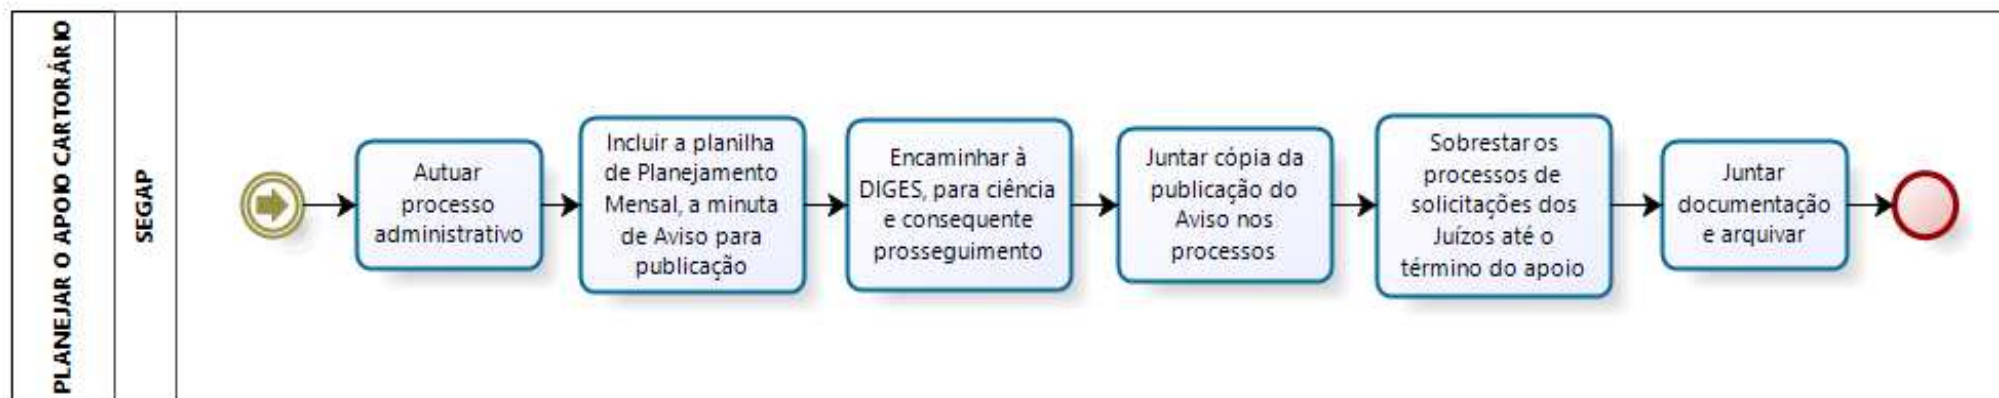 PLANEJAR O APOIO CARTORÁRIO
SEGAP
Autuar
processo
administrativo
Incluir a planilha
de Planejamento
Mensal, a minuta
de Aviso para
publicação
Encaminhar à
DIGES, para ciência
e consequente
prosseguimento
Juntar cópia da
publicação do
Aviso nos
processos
Sobrestar os
processos de
solicitações dos
Juízos até o
término do apoio
Juntar
documentação
e arquivar